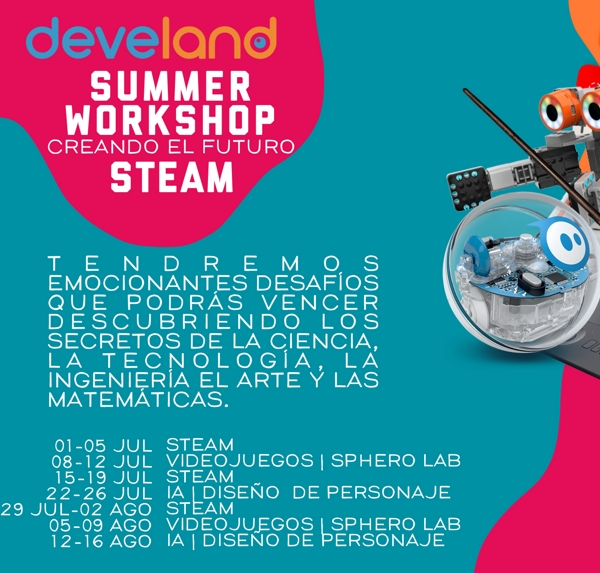 develand
SUMMER
WORKSHOP
CREANDO EL FUTURO
STEAM
TENDREMOS
EMOCIONANTES DESAFÍOS
QUE PODRÁS VENCER
DESCUBRIENDO LOS
SECRETOS DE LA CIENCIA,
LA TECNOLOGÍA, LA
INGENIERÍA EL ARTE Y LAS
MATEMÁTICAS.
01-05 JUL STEAM
08-12 JUL VIDEOJUEGOS | SPHERO LAB
15-19 JUL STEAM
22-26 JUL IA | DISEÑO DE PERSONAJE
29 JUL-02 AGO STEAM
05-09 AGO VIDEOJUEGOS | SPHERO LAB
12-16 AGO IA | DISEÑO DE PERSONAJE